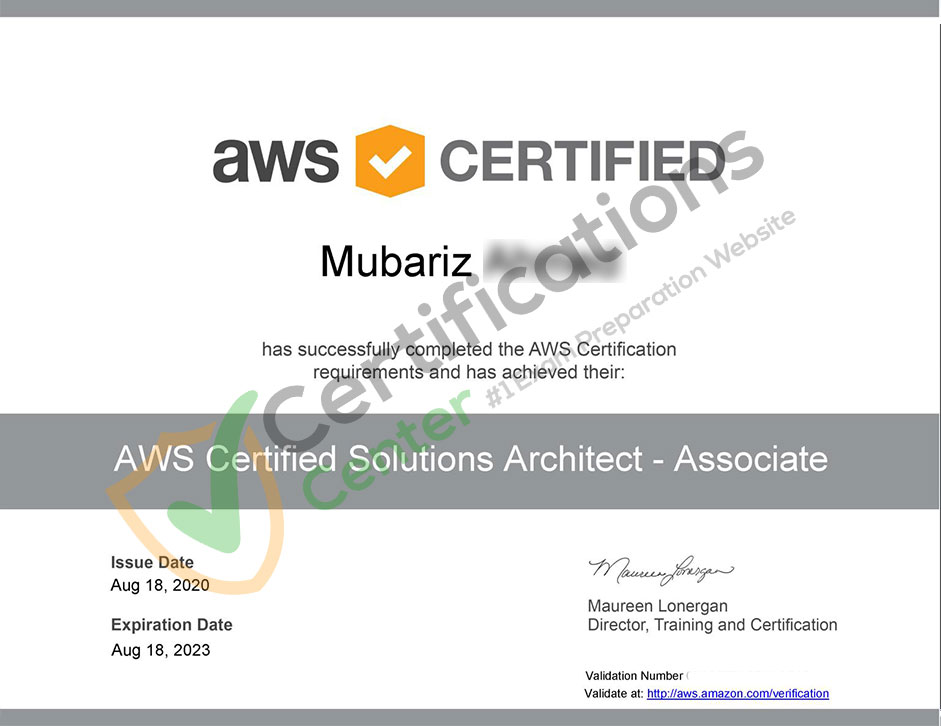 aws CERTIFIED
Mubariz
has successfully completed the AWS Certification
requirements and has achieved their:
AWS Certified Solutions Architect - Associate
Certifications
Center
#1 Exam Preparation Website
Issue Date
Aug 18, 2020
Expiration Date
Aug 18, 2023
Maureen Lonergan
Maureen Lonergan
Director, Training and Certification
Validation Number
Validate at: http://aws.amazon.com/verification